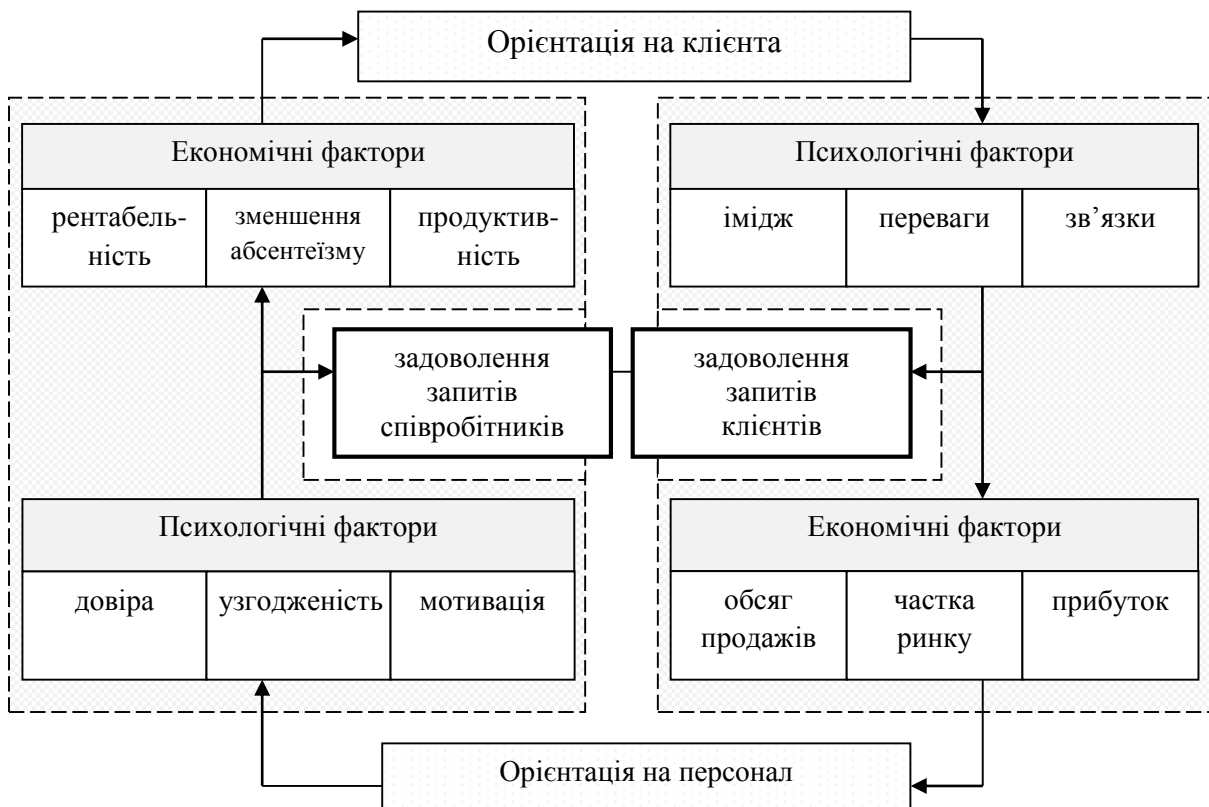 Орієнтація на клієнта
Економічні фактори
рентабель-
ність
зменшення
абсентеїзму
продуктив-
ність
Психологічні фактори
імідж
переваги
зв’язки
задоволення
запитів
співробітників
задоволення
запитів
клієнтів
Психологічні фактори
довіра
узгодженість
мотивація
Економічні фактори
обсяг
продажів
частка
ринку
прибуток
Орієнтація на персонал